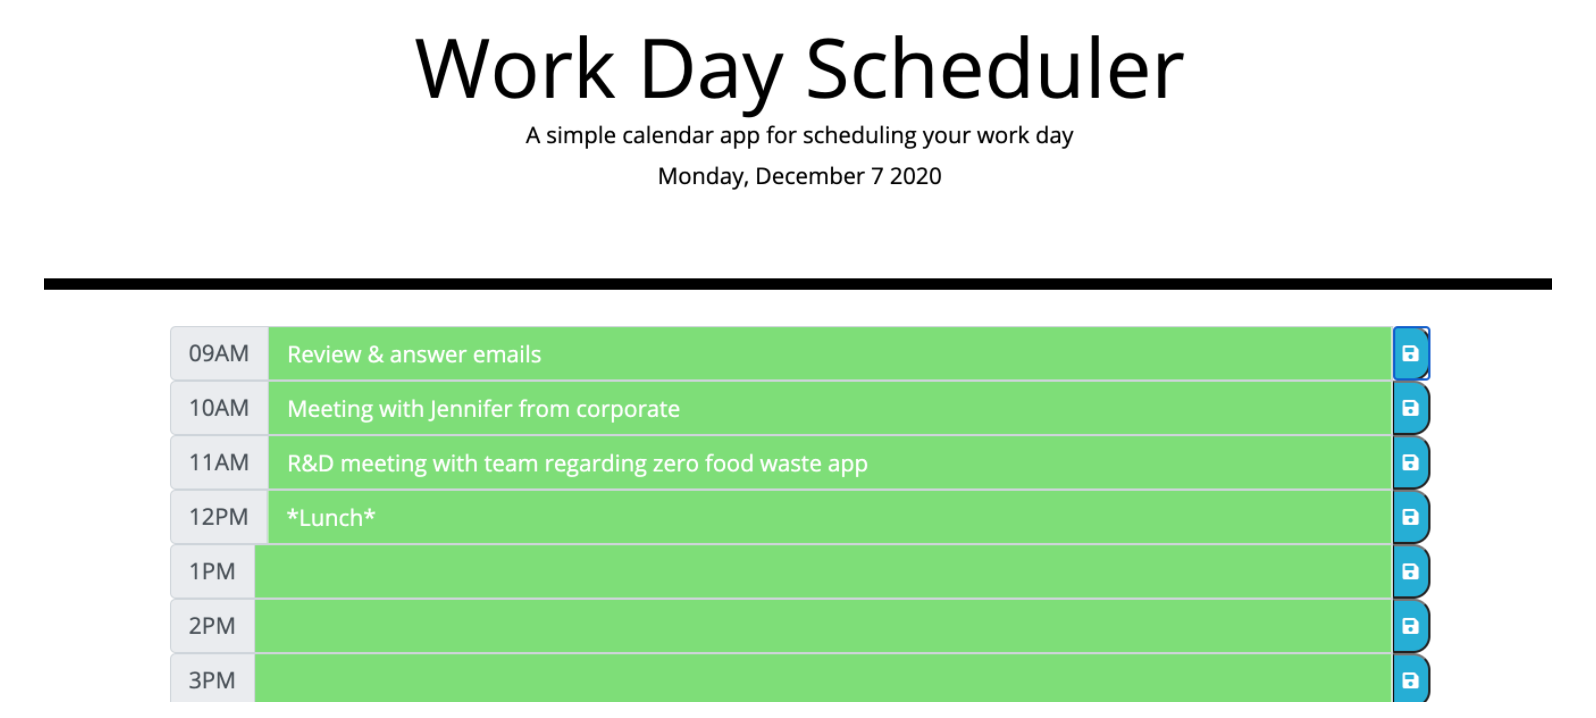 Work Day Scheduler
A simple calendar app for scheduling your work day
Monday, December 7 2020
09AM Review & answer emails
10AM Meeting with Jennifer from corporate
11AM R&D meeting with team regarding zero food waste app
12PM *Lunch*
1PM
2PM
3PM